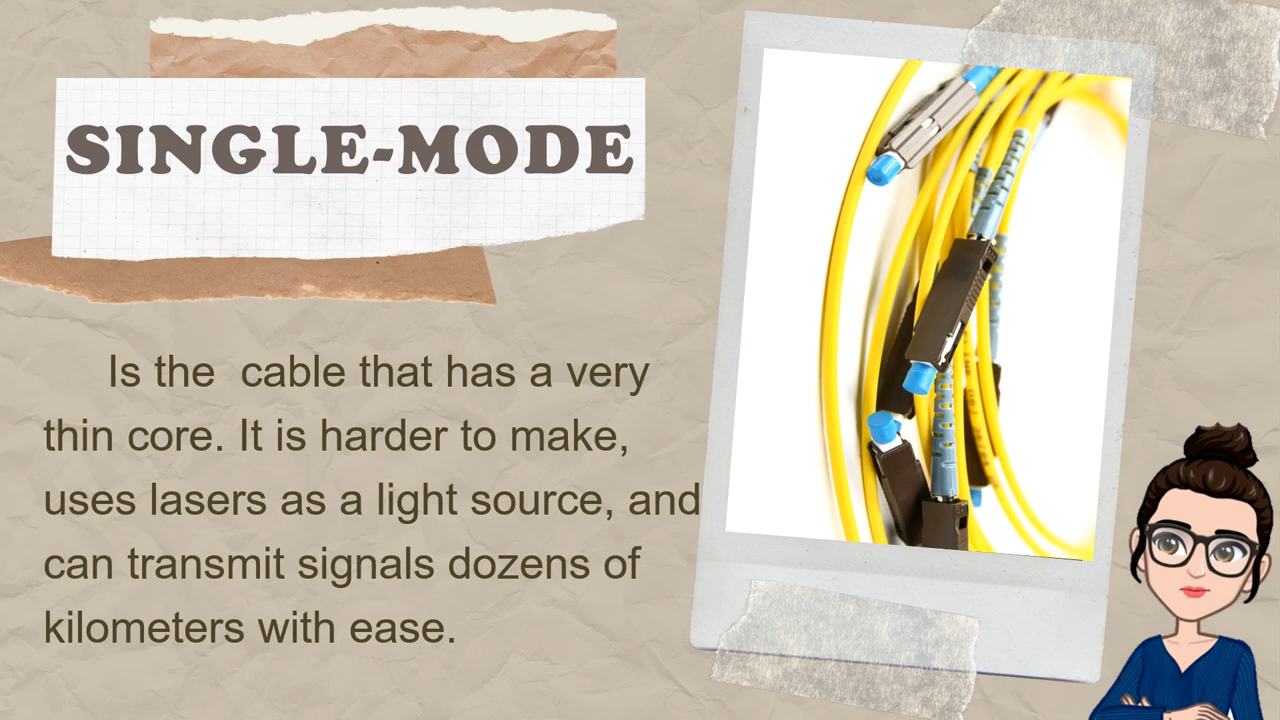 SINGLE-MODE
Is the  cable that has a very
thin core. It is harder to make,
uses lasers as a light source, and
can transmit signals dozens of
kilometers with ease.